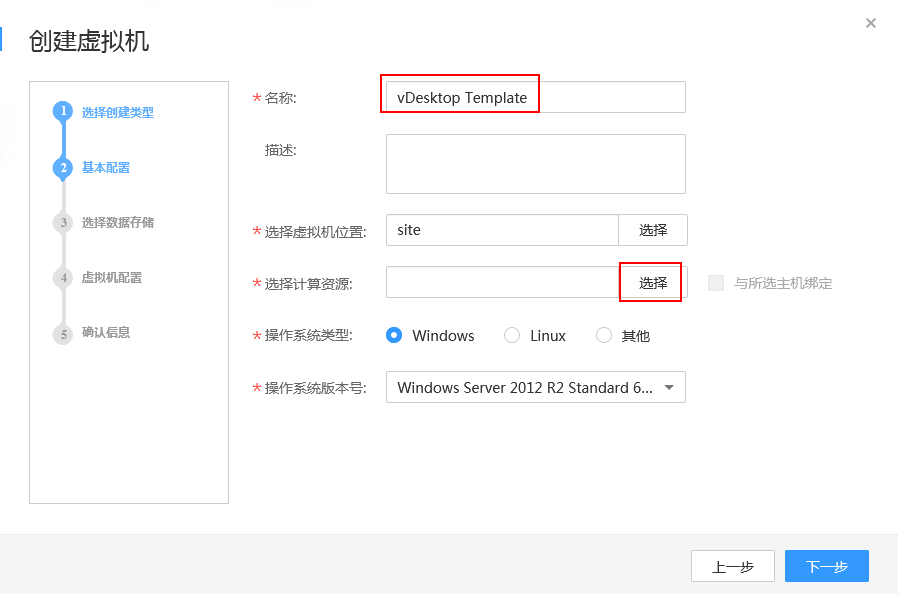 创建虚拟机
1 选择创建类型
2 基本配置
3 选择数据存储
4 虚拟机配置
5 确认信息
* 名称: vDesktop Template
描述:
* 选择虚拟机位置: site 选择
* 选择计算资源: 选择 与所选主机绑定
* 操作系统类型: Windows Linux 其他
* 操作系统版本号: Windows Server 2012 R2 Standard 6...
上一步 下一步